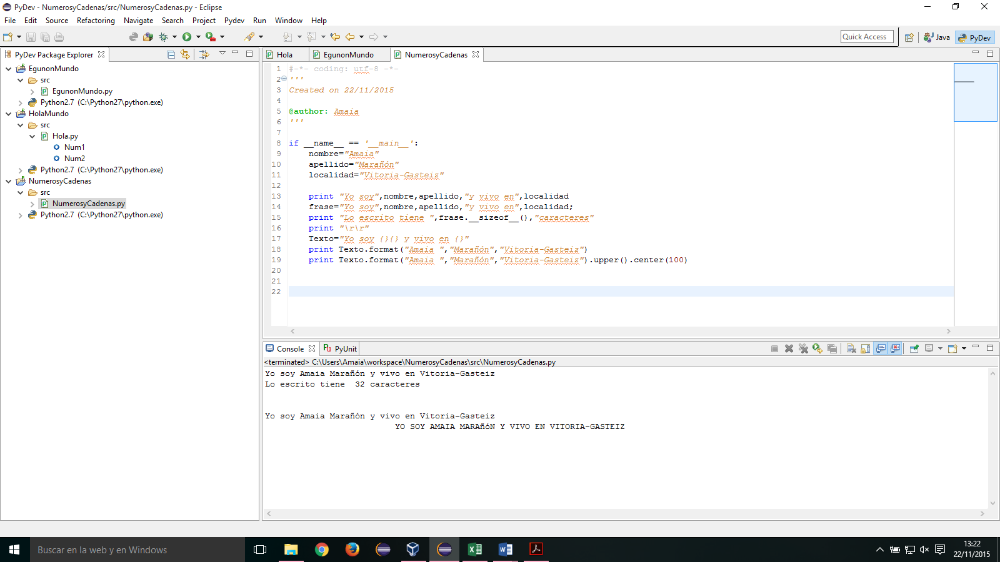 PyDev - NumerosyCadenas/src/NumerosyCadenas.py - Eclipse
File Edit Source Refactoring Navigate Search Project Pydev Run Window Help
Quick Access
Java
PyDev
PyDev Package Explorer
EgunonMundo
src
EgunonMundo.py
Python2.7 (C:\Python27\python.exe)
HolaMundo
src
Hola.py
Num1
Num2
Python2.7 (C:\Python27\python.exe)
NumerosyCadenas
src
NumerosyCadenas.py
Python2.7 (C:\Python27\python.exe)
Hola EgunonMundo NumerosyCadenas
1 #-*- coding: utf-8 -*-
2 '''
3 Created on 22/11/2015
4
5 @author: Amaia
6 '''
7
8 if __name__ == '__main__':
9     nombre="Amaia"
10     apellido="Marañón"
11     localidad="Vitoria-Gasteiz"
12
13     print "Yo soy",nombre,apellido,"y vivo en",localidad
14     frase="Yo soy",nombre,apellido,"y vivo en",localidad;
15     print "Lo escrito tiene ",frase.__sizeof__(),"caracteres"
16     print "\r\r"
17     Texto="Yo soy {}{} y vivo en {}"
18     print Texto.format("Amaia ","Marañón","Vitoria-Gasteiz")
19     print Texto.format("Amaia ","Marañón","Vitoria-Gasteiz").upper().center(100)
20
21
22
Console PyUnit
<terminated> C:\Users\Amaia\workspace\NumerosyCadenas\src\NumerosyCadenas.py
Yo soy Amaia Marañón y vivo en Vitoria-Gasteiz
Lo escrito tiene  32 caracteres
Yo soy Amaia Marañón y vivo en Vitoria-Gasteiz
YO SOY AMAIA MARAñóN Y VIVO EN VITORIA-GASTEIZ
Buscar en la web y en Windows
13:22
22/11/2015